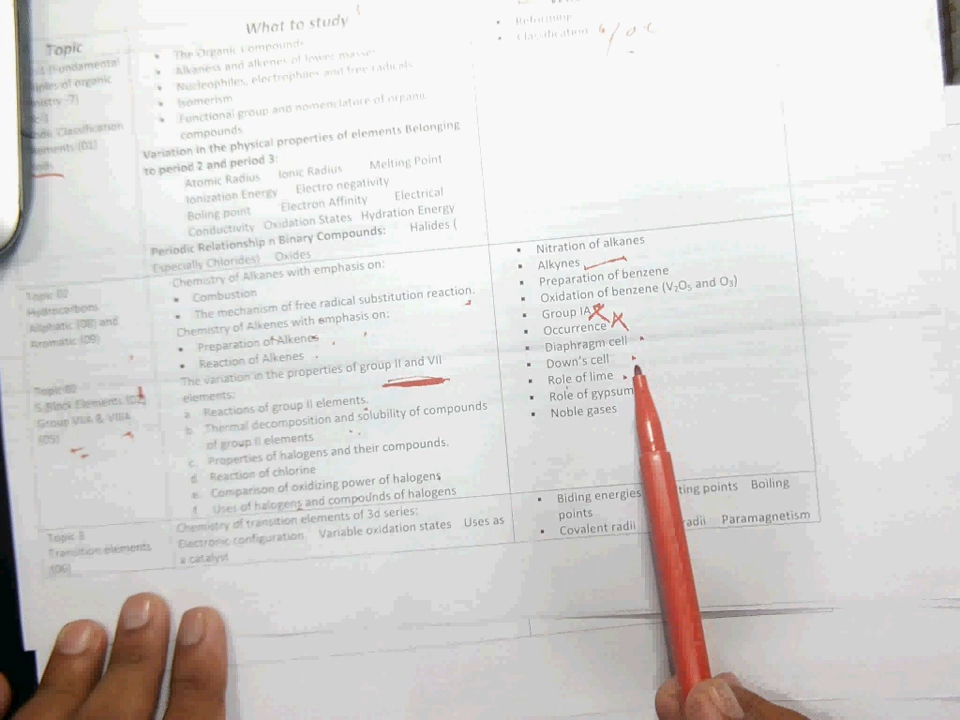 What to study
Topic
The Organic Compounds
Alkaness and alkenes of lower masses
Nucleophiles, electrophiles and free radicals
Isomerism
Functional group and nomenclature of organic
compounds
Variation in the physical properties of elements Belonging
to period 2 and period 3:
Atomic Radius Ionic Radius Melting Point
Ionization Energy Electro negativity
Boling point Electron Affinity Electrical
Conductivity Oxidation States Hydration Energy
Periodic Relationship n Binary Compounds: Halides (
Especially Chlorides) Oxides
Classification
Topic 02
Hydrocarbons
Aliphatic (08) and
Aromatic (09)
Chemistry of Alkanes with emphasis on:
Combustion
The mechanism of free radical substitution reaction.
Chemistry of Alkenes with emphasis on:
Preparation of Alkenes
Reaction of Alkenes
Nitration of alkanes
Alkynes
Preparation of benzene
Oxidation of benzene (V₂O₅ and O₃)
Group IA
Occurrence
Diaphragm cell
Down's cell
Role of lime
Role of gypsum
Noble gases
S Block Elements
Group VIIA & VIIIA
(05)
The variation in the properties of group II and VII
elements:
a Reactions of group II elements.
b. Thermal decomposition and solubility of compounds
of group II elements
c. Properties of halogens and their compounds.
d. Reaction of chlorine
e. Comparison of oxidizing power of halogens
f. Uses of halogens and compounds of halogens
Transition elements
(06)
Chemistry of transition elements of 3d series:
Electronic configuration Variable oxidation states Uses as
a catalyst
Biding energies ting points Boiling
points
Covalent radii radii Paramagnetism